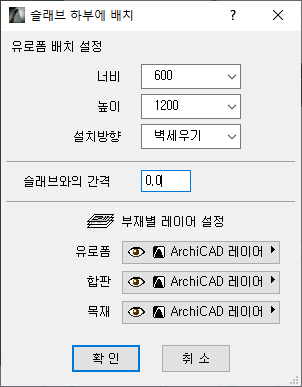 슬래브 하부에 배치 ?
유로폼 배치 설정
너비 600
높이 1200
설치방향 벽세우기
슬래브와의 간격 0,0
부재별 레이어 설정
유로폼 ArchiCAD 레이어
합판 ArchiCAD 레이어
목재 ArchiCAD 레이어
확 인 취 소